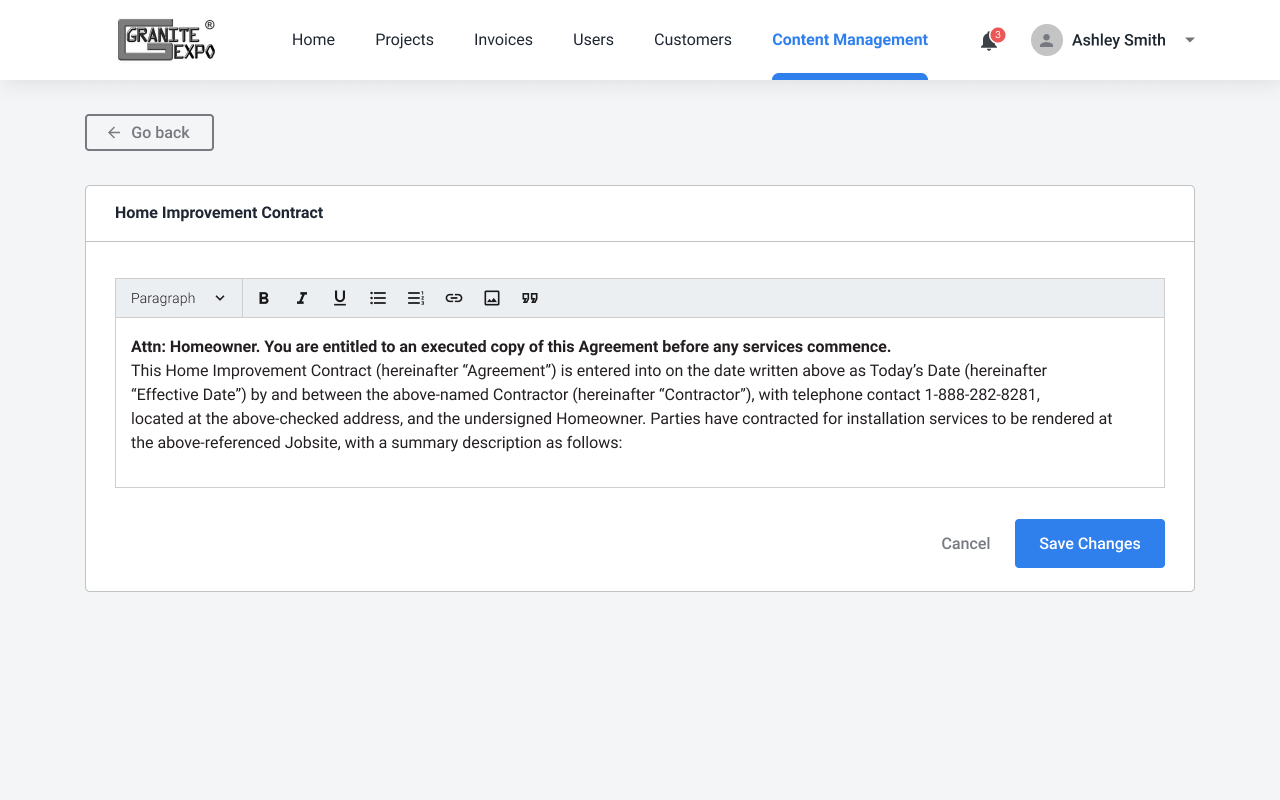 GRANITE EXPO ®
Home
Projects
Invoices
Users
Customers
Content Management
3
Ashley Smith
Go back
Home Improvement Contract
Paragraph
B
I
U
Attn: Homeowner. You are entitled to an executed copy of this Agreement before any services commence.
This Home Improvement Contract (hereinafter “Agreement”) is entered into on the date written above as Today’s Date (hereinafter
“Effective Date”) by and between the above-named Contractor (hereinafter “Contractor”), with telephone contact 1-888-282-8281,
located at the above-checked address, and the undersigned Homeowner. Parties have contracted for installation services to be rendered at
the above-referenced Jobsite, with a summary description as follows:
Cancel
Save Changes